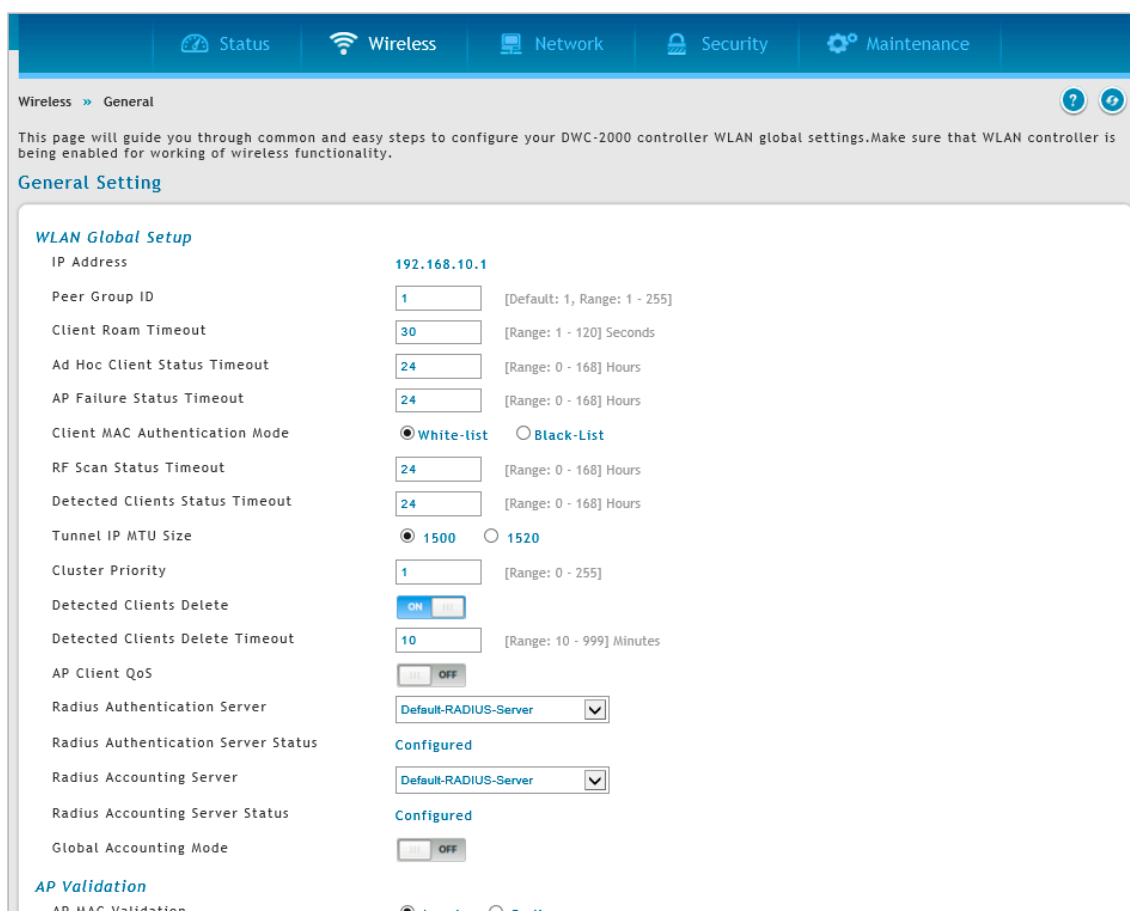 Status Wireless Network Security Maintenance
Wireless » General
This page will guide you through common and easy steps to configure your DWC-2000 controller WLAN global settings.Make sure that WLAN controller is
being enabled for working of wireless functionality.
General Setting
WLAN Global Setup
IP Address 192.168.10.1
Peer Group ID 1 [Default: 1, Range: 1 - 255]
Client Roam Timeout 30 [Range: 1 - 120] Seconds
Ad Hoc Client Status Timeout 24 [Range: 0 - 168] Hours
AP Failure Status Timeout 24 [Range: 0 - 168] Hours
Client MAC Authentication Mode White-list Black-List
RF Scan Status Timeout 24 [Range: 0 - 168] Hours
Detected Clients Status Timeout 24 [Range: 0 - 168] Hours
Tunnel IP MTU Size 1500 1520
Cluster Priority 1 [Range: 0 - 255]
Detected Clients Delete ON
Detected Clients Delete Timeout 10 [Range: 10 - 999] Minutes
AP Client QoS OFF
Radius Authentication Server Default-RADIUS-Server
Radius Authentication Server Status Configured
Radius Accounting Server Default-RADIUS-Server
Radius Accounting Server Status Configured
Global Accounting Mode OFF
AP Validation
AP MAC Validation